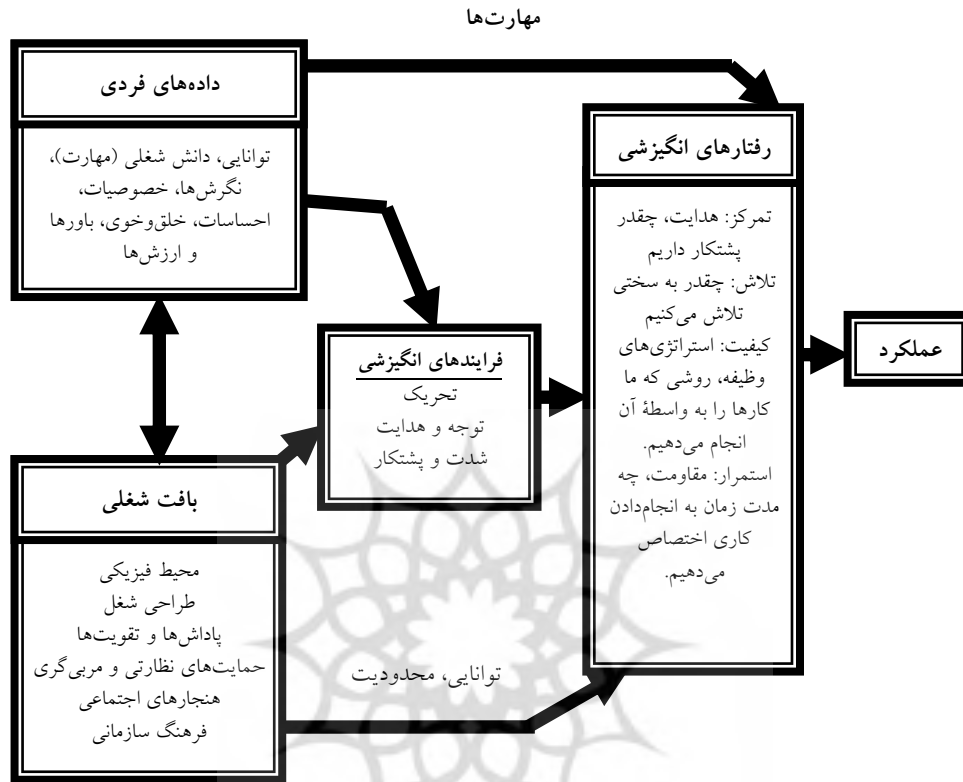 مهارت‌ها
داده‌های فردی
توانایی، دانش شغلی (مهارت)،
نگرش‌ها، خصوصیات،
احساسات، خلق‌وخوی، باورها
و ارزش‌ها
رفتارهای انگیزشی
تمرکز: هدایت، چقدر
پشتکار داریم
تلاش: چقدر به سختی
تلاش می‌کنیم
کیفیت: استراتژی‌های
وظیفه، روشی که ما
کارها را به واسطهٔ آن
انجام می‌دهیم.
استمرار: مقاومت، چه
مدت زمان به انجام‌دادن
کاری اختصاص
می‌دهیم.
فرایندهای انگیزشی
تحریک
توجه و هدایت
شدت و پشتکار
عملکرد
بافت شغلی
محیط فیزیکی
طراحی شغل
پاداش‌ها و تقویت‌ها
حمایت‌های نظارتی و مربی‌گری
هنجارهای اجتماعی
فرهنگ سازمانی
توانایی، محدودیت